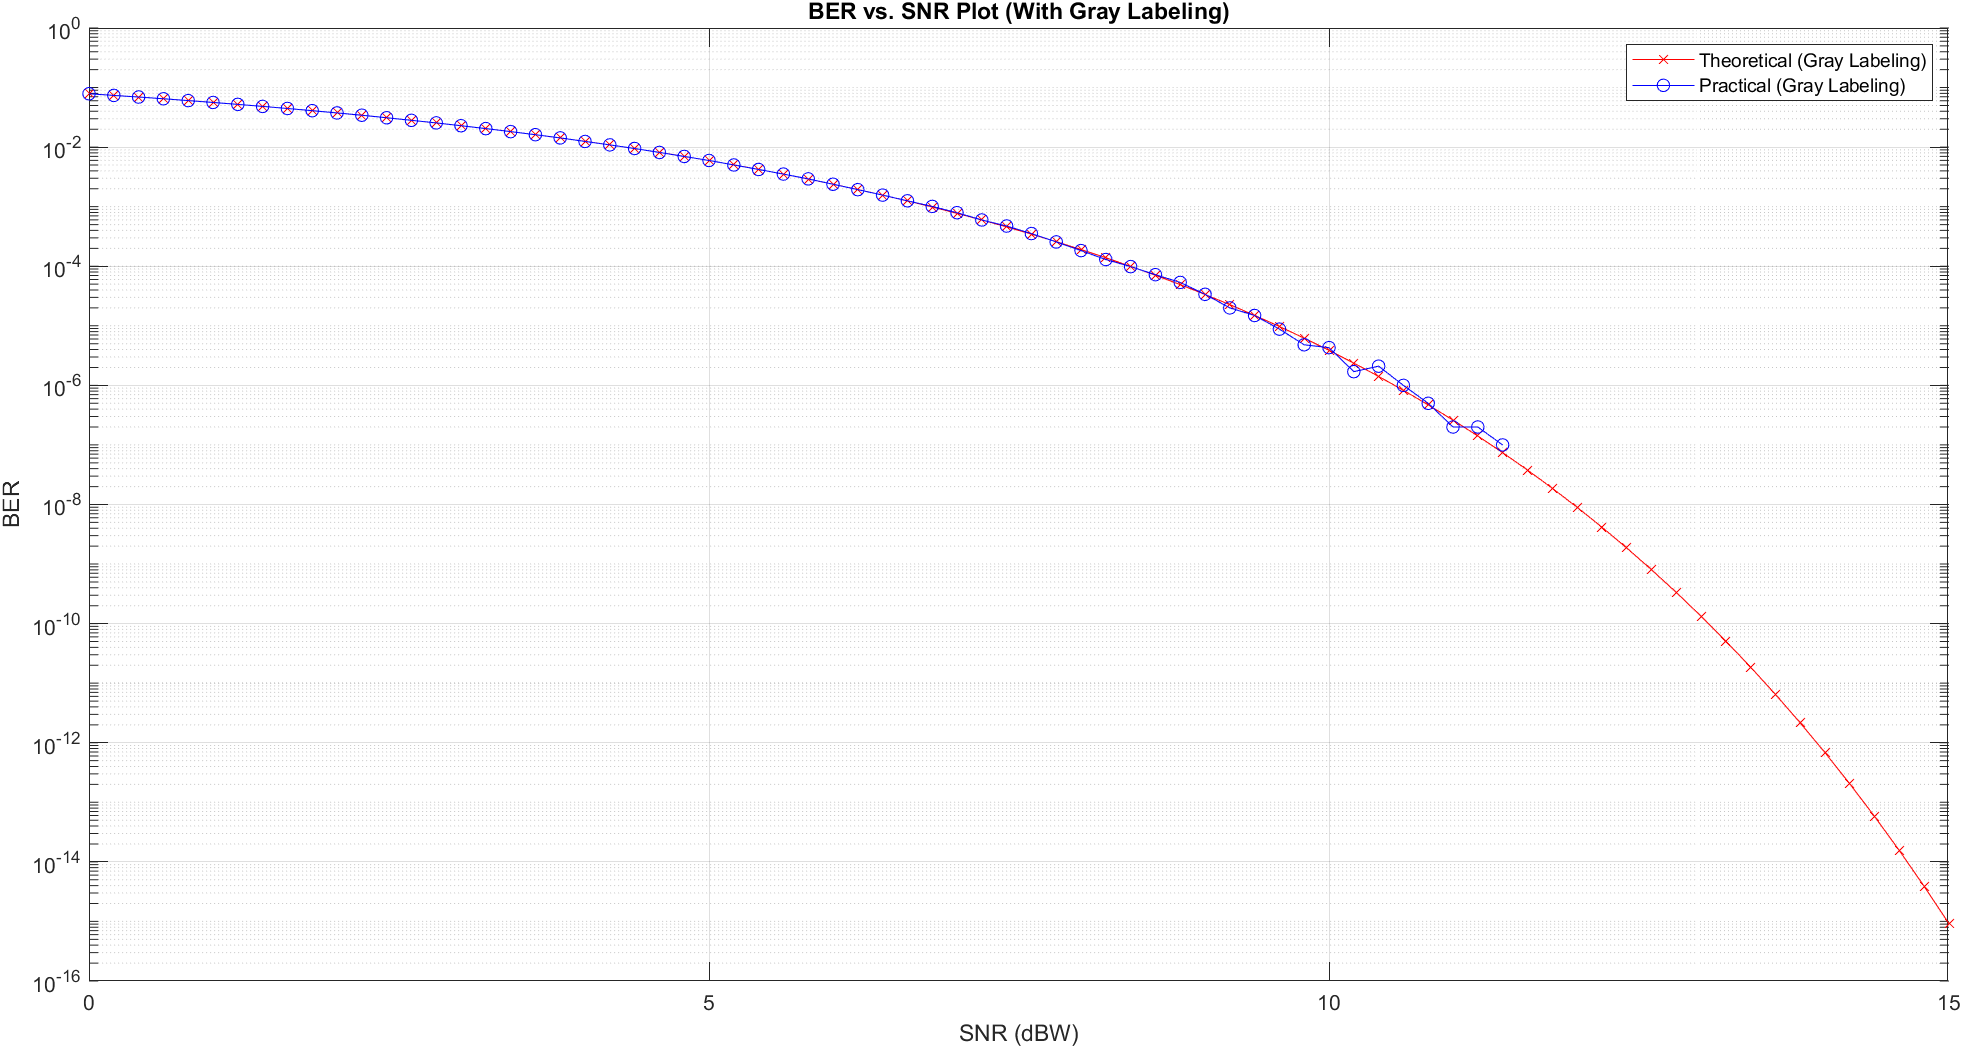 BER vs. SNR Plot (With Gray Labeling)
Theoretical (Gray Labeling)
Practical (Gray Labeling)
BER
10^0
10^-2
10^-4
10^-6
10^-8
10^-10
10^-12
10^-14
10^-16
0 5 10 15
SNR (dBW)